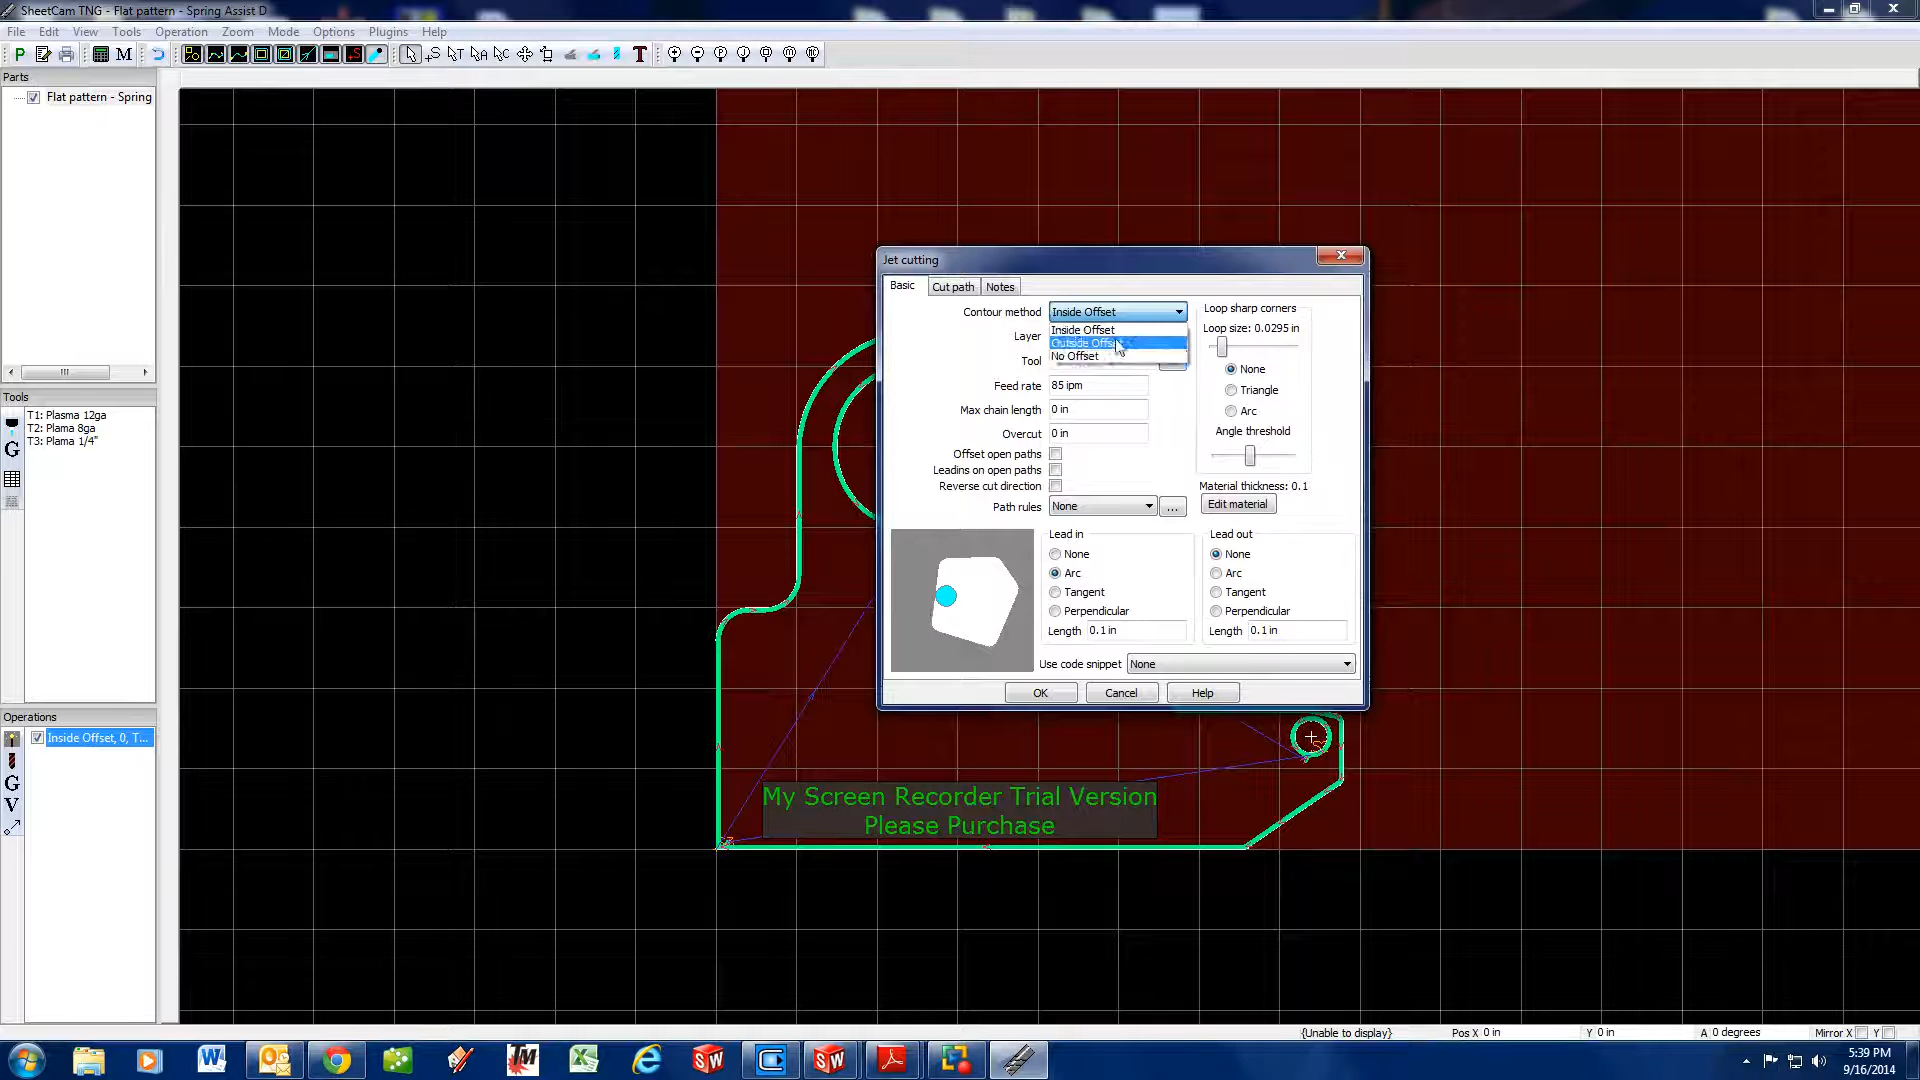 SheetCam TNG - Flat pattern - Spring Assist D
File Edit View Tools Operation Zoom Mode Options Plugins Help
Parts
Flat pattern - Spring
Tools
T1: Plasma 12ga
T2: Plasma 8ga
T3: Plama 1/4"
Operations
Inside Offset, 0, T...
Jet cutting
Basic Cut path Notes
Contour method Inside Offset
Inside Offset
Outside Offset
No Offset
Layer
Tool
Feed rate 85 ipm
Max chain length 0 in
Overcut 0 in
Offset open paths
Leadins on open paths
Reverse cut direction
Path rules None ...
Loop sharp corners
Loop size: 0.0295 in
None
Triangle
Arc
Angle threshold
Material thickness: 0.1
Edit material
Lead in
None
Arc
Tangent
Perpendicular
Length 0.1 in
Lead out
None
Arc
Tangent
Perpendicular
Length 0.1 in
Use code snippet None
OK Cancel Help
My Screen Recorder Trial Version
Please Purchase
{Unable to display} Pos X 0 in Y 0 in A 0 degrees Mirror X Y
5:39 PM
9/16/2014